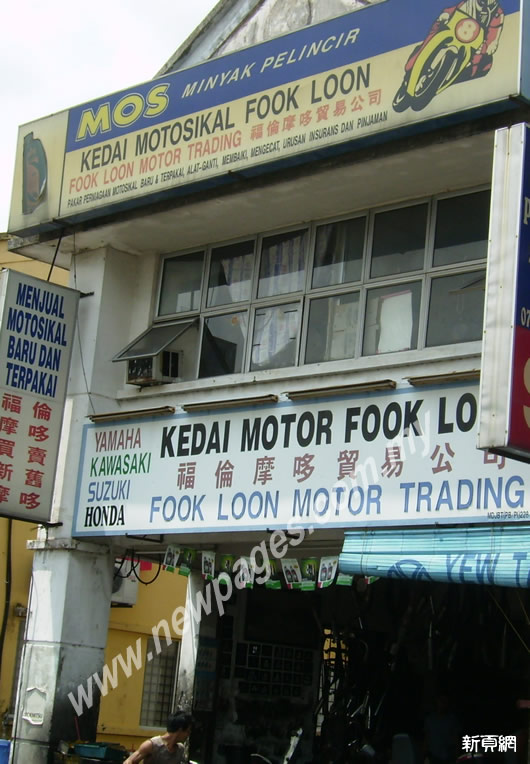 MOS MINYAK PELINCIR
KEDAI MOTOSIKAL FOOK LOON
FOOK LOON MOTOR TRADING 福倫摩哆貿易公司
PAKAR PERNIAGAAN MOTOSIKAL BARU & TERPAKAI, ALAT-GANTI, MEMBAIKI, MENGECAT, URUSAN INSURANS DAN PINJAMAN
MENJUAL
MOTOSIKAL
BARU DAN
TERPAKAI
福倫
摩哆
買賣
新舊
摩哆
YAMAHA
KAWASAKI
SUZUKI
HONDA
KEDAI MOTOR FOOK LO
福倫摩哆貿易公司
FOOK LOON MOTOR TRADING
YEW T
www.newpages.com.my
新頁網